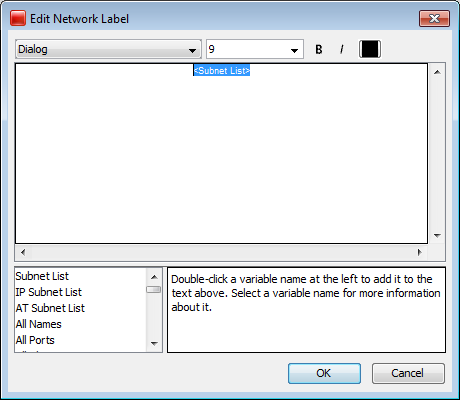 Edit Network Label
Dialog 9 B I
<Subnet List>
Subnet List
IP Subnet List
AT Subnet List
All Names
All Ports
Double-click a variable name at the left to add it to the
text above. Select a variable name for more information
about it.
OK Cancel